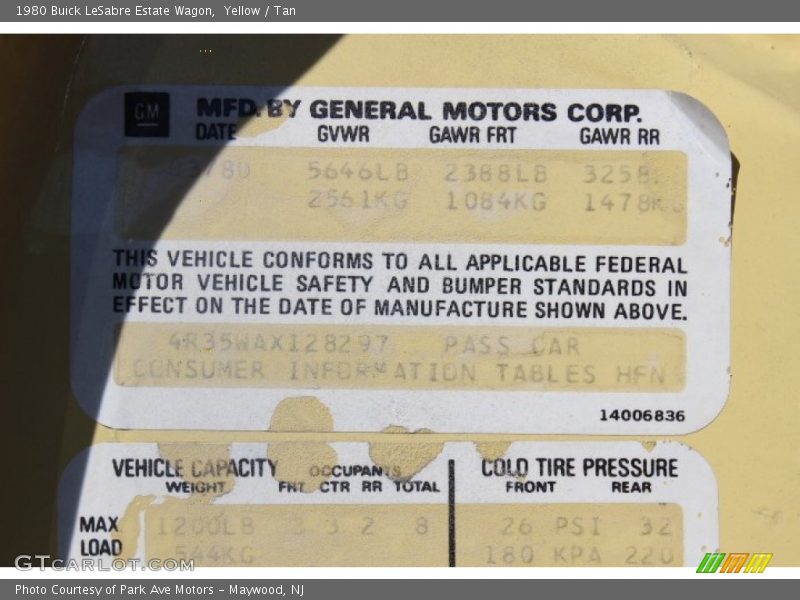 1980 Buick LeSabre Estate Wagon, Yellow / Tan
GM MFD. BY GENERAL MOTORS CORP.
DATE GVWR GAWR FRT GAWR RR
5646LB 2388LB
2561KG 1084KG 1478KG
THIS VEHICLE CONFORMS TO ALL APPLICABLE FEDERAL
MOTOR VEHICLE SAFETY AND BUMPER STANDARDS IN
EFFECT ON THE DATE OF MANUFACTURE SHOWN ABOVE.
4R35WAX128297 PASS CAR
CONSUMER INFORMATION TABLES HFN
14006836
VEHICLE CAPACITY OCCUPANTS COLD TIRE PRESSURE
WEIGHT FRT CTR RR TOTAL FRONT REAR
MAX 1200LB 3 3 2 8 26 PSI 32
LOAD 544KG 180 KPA 220
GTCARLOT.COM
Photo Courtesy of Park Ave Motors - Maywood, NJ